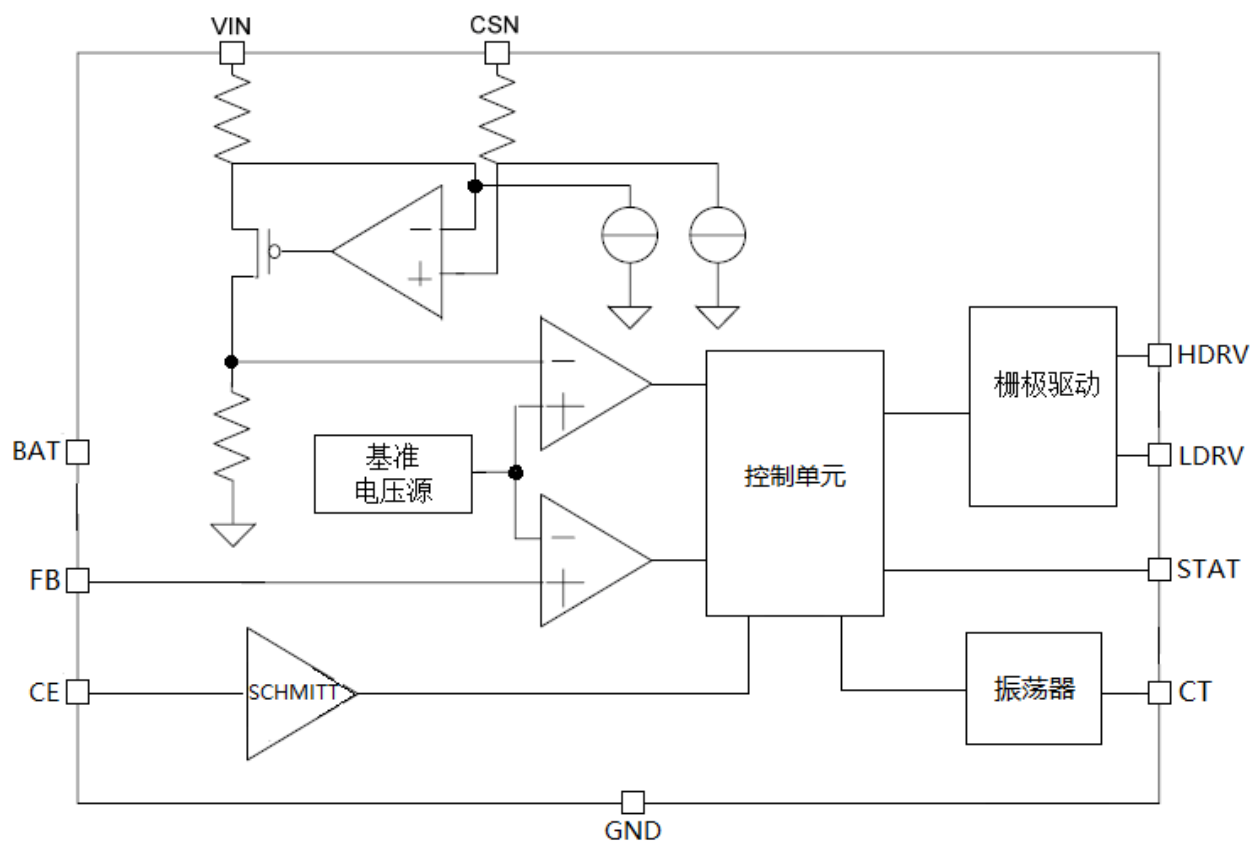 VIN
CSN
HDRV
栅极驱动
BAT
基准
电压源
控制单元
LDRV
FB
STAT
CE
SCHMITT
振荡器
CT
GND